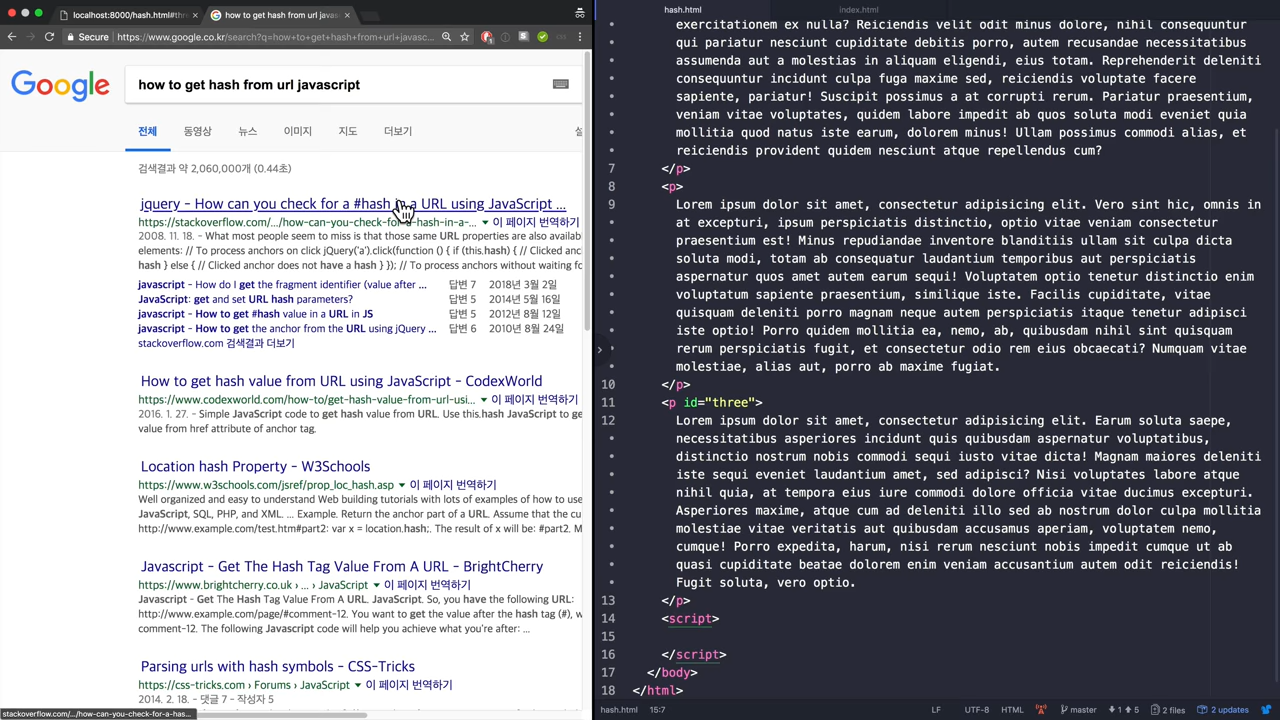 localhost:8000/hash.html#thr
how to get hash from url javas
Secure
https://www.google.co.kr/search?q=how+to+get+hash+from+url+javasc...
Google
how to get hash from url javascript
전체
동영상
뉴스
이미지
지도
더보기
검색결과 약 2,060,000개 (0.44초)
jquery - How can you check for a #hash in a URL using JavaScript ...
https://stackoverflow.com/.../how-can-you-check-for-a-hash-in-a-... 이 페이지 번역하기
2008. 11. 18. - What most people seem to miss is that those same URL properties are also availab
elements: // To process anchors on click jQuery('a').click(function () { if (this.hash) { // Clicked
hash } else { // Clicked anchor does not have a hash } }); // To process anchors without waiting fo
javascript - How do I get the fragment identifier (value after ... 답변 7 2018년 3월 2일
JavaScript: get and set URL hash parameters? 답변 5 2014년 5월 16일
javascript - How to get #hash value in a URL in JS 답변 5 2012년 8월 12일
javascript - How to get the anchor from the URL using jQuery ... 답변 6 2010년 8월 24일
stackoverflow.com 검색결과 더보기
How to get hash value from URL using JavaScript - CodexWorld
https://www.codexworld.com/how-to/get-hash-value-from-url-usi... 이 페이지 번역하기
2016. 1. 27. - Simple JavaScript code to get hash value from URL. Use this.hash JavaScript to ge
value from href attribute of anchor tag.
Location hash Property - W3Schools
https://www.w3schools.com/jsref/prop_loc_hash.asp 이 페이지 번역하기
Well organized and easy to understand Web building tutorials with lots of examples of how to use
JavaScript, SQL, PHP, and XML. ... Example. Return the anchor part of a URL. Assume that the cu
http://www.example.com/test.htm#part2: var x = location.hash;. The result of x will be: #part2. M
Javascript - Get The Hash Tag Value From A URL - BrightCherry
https://www.brightcherry.co.uk › ... › JavaScript 이 페이지 번역하기
Javascript - Get The Hash Tag Value From A URL. JavaScript. So, you have the following URL:
http://www.example.com/page/#comment-12. You want to get the value after the hash tag (#), w
comment-12. The following Javascript code will help you achieve what you're after: ...
Parsing urls with hash symbols - CSS-Tricks
https://css-tricks.com › Forums › JavaScript 이 페이지 번역하기
2014. 2. 18. - 댓글 7 - 작성자 5
stackoverflow.com/.../how-can-you-check-for-a-has...
hash.html
index.html
exercitationem ex nulla? Reiciendis velit odit minus dolore, nihil consequuntur
qui pariatur nesciunt cupiditate debitis porro, autem recusandae necessitatibus
assumenda aut a molestias in aliquam eligendi, eius totam. Reprehenderit deleniti
consequuntur incidunt culpa fuga maxime sed, reiciendis voluptate facere
sapiente, pariatur! Suscipit possimus a at corrupti rerum. Pariatur praesentium,
veniam vitae voluptates, quidem labore impedit ab quos soluta modi eveniet quia
mollitia quod natus iste earum, dolorem minus! Ullam possimus commodi alias, et
reiciendis provident quidem nesciunt atque repellendus cum?
7 </p>
8 <p>
9 Lorem ipsum dolor sit amet, consectetur adipisicing elit. Vero sint hic, omnis in
at excepturi, ipsum perspiciatis distinctio, optio vitae cumque consequatur
praesentium est! Minus repudiandae inventore blanditiis ullam sit culpa dicta
soluta modi, totam ab consequatur laudantium temporibus aut perspiciatis
aspernatur quos amet autem earum sequi! Voluptatem optio tenetur distinctio enim
voluptatum sapiente praesentium, similique iste. Facilis cupiditate, vitae
quisquam deleniti porro magnam neque autem perspiciatis itaque tenetur adipisci
iste optio! Porro quidem mollitia ea, nemo, ab, quibusdam nihil sint quisquam
rerum perspiciatis fugit, et consectetur odio rem eius obcaecati? Numquam vitae
molestiae, alias aut, porro ab maxime fugiat.
10 </p>
11 <p id="three">
12 Lorem ipsum dolor sit amet, consectetur adipisicing elit. Earum soluta saepe,
necessitatibus asperiores incidunt quis quibusdam aspernatur voluptatibus,
distinctio nostrum nobis commodi sequi iusto vitae dicta! Magnam maiores deleniti
iste sequi eveniet laudantium amet, sed adipisci? Nisi voluptates labore atque
nihil quia, at tempora eius iure commodi dolore officia vitae ducimus excepturi.
Asperiores maxime, atque cum ad deleniti illo sed ab nostrum dolor culpa mollitia
molestiae vitae veritatis aut quibusdam accusamus aperiam, voluptatem nemo,
cumque! Porro expedita, harum, nisi rerum nesciunt nobis impedit cumque ut ab
quasi cupiditate beatae dolorem enim veniam accusantium autem odit reiciendis!
Fugit soluta, vero optio.
13 </p>
14 <script>
15
16 </script>
17 </body>
18 </html>
hash.html 15:7
LF UTF-8 HTML master 1 5 2 files 2 updates